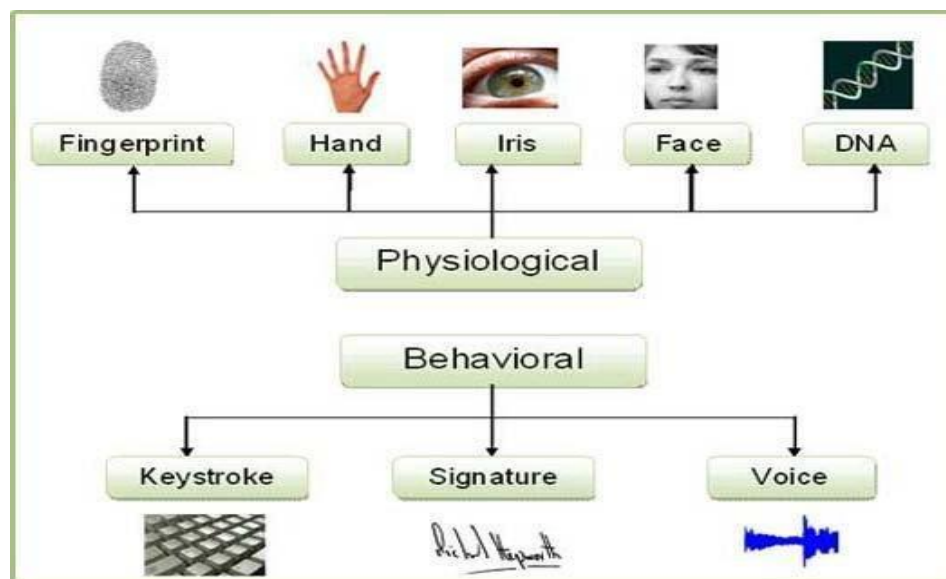 Fingerprint
Hand
Iris
Face
DNA
Physiological
Behavioral
Keystroke
Signature
Voice